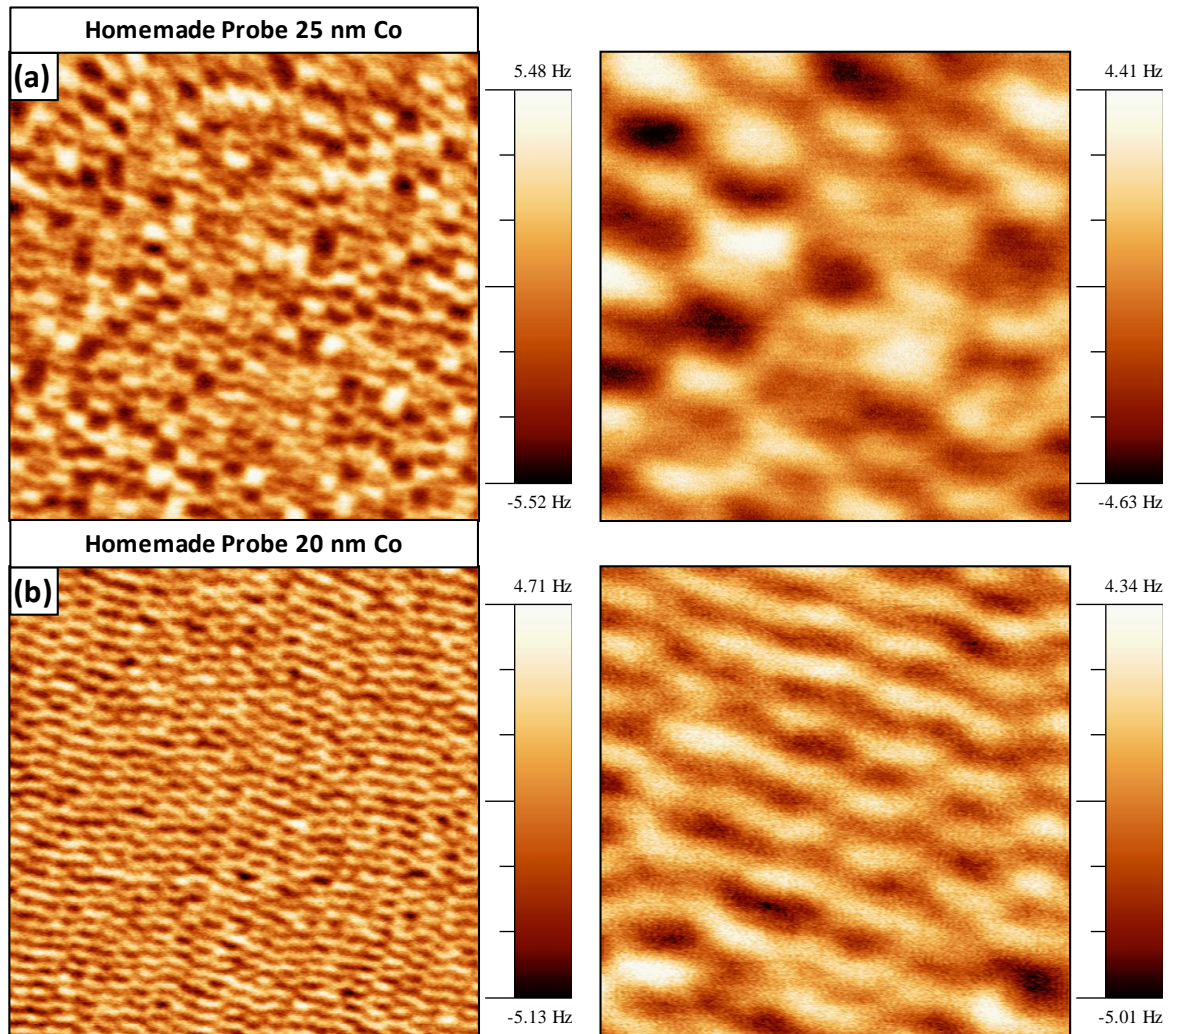 Homemade Probe 25 nm Co
(a)
5.48 Hz
-5.52 Hz
4.41 Hz
-4.63 Hz
Homemade Probe 20 nm Co
(b)
4.71 Hz
-5.13 Hz
4.34 Hz
-5.01 Hz